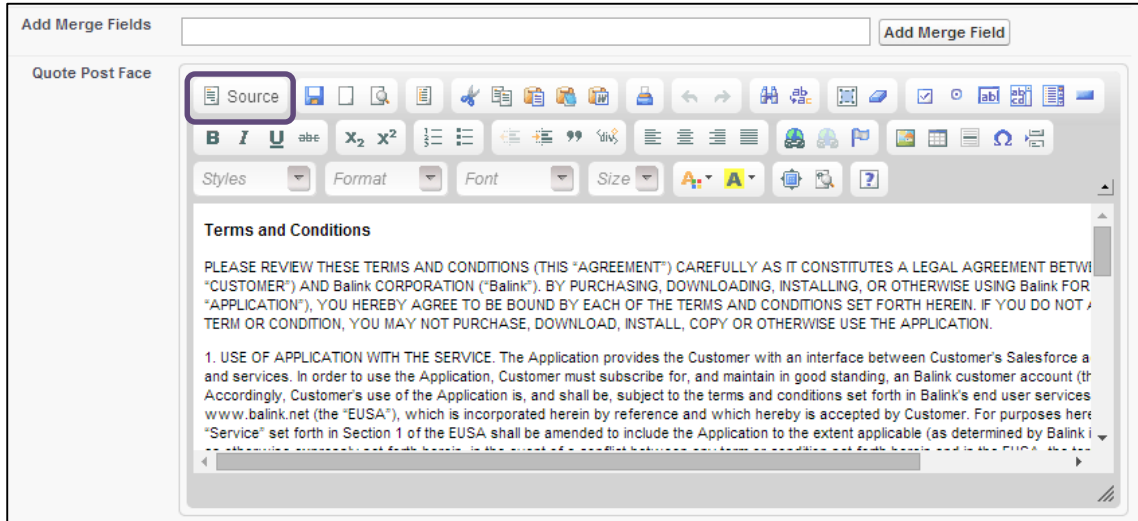 Add Merge Fields
Add Merge Field
Quote Post Face
Source
B I U abc X₂ X²
Styles Format Font Size A A ?
Terms and Conditions
PLEASE REVIEW THESE TERMS AND CONDITIONS (THIS “AGREEMENT”) CAREFULLY AS IT CONSTITUTES A LEGAL AGREEMENT
“CUSTOMER”) AND Balink CORPORATION (“Balink”). BY PURCHASING, DOWNLOADING, INSTALLING, OR OTHERWISE USING Balink FOR
“APPLICATION”), YOU HEREBY AGREE TO BE BOUND BY EACH OF THE TERMS AND CONDITIONS SET FORTH HEREIN. IF YOU DO NOT
TERM OR CONDITION, YOU MAY NOT PURCHASE, DOWNLOAD, INSTALL, COPY OR OTHERWISE USE THE APPLICATION.
1. USE OF APPLICATION WITH THE SERVICE. The Application provides the Customer with an interface between Customer's Salesforce a
and services. In order to use the Application, Customer must subscribe for, and maintain in good standing, an Balink customer account (th
Accordingly, Customer's use of the Application is, and shall be, subject to the terms and conditions set forth in Balink's end user services
www.balink.net (the “EUSA”), which is incorporated herein by reference and which hereby is accepted by Customer. For purposes here
“Service” set forth in Section 1 of the EUSA shall be amended to include the Application to the extent applicable (as determined by Balink i